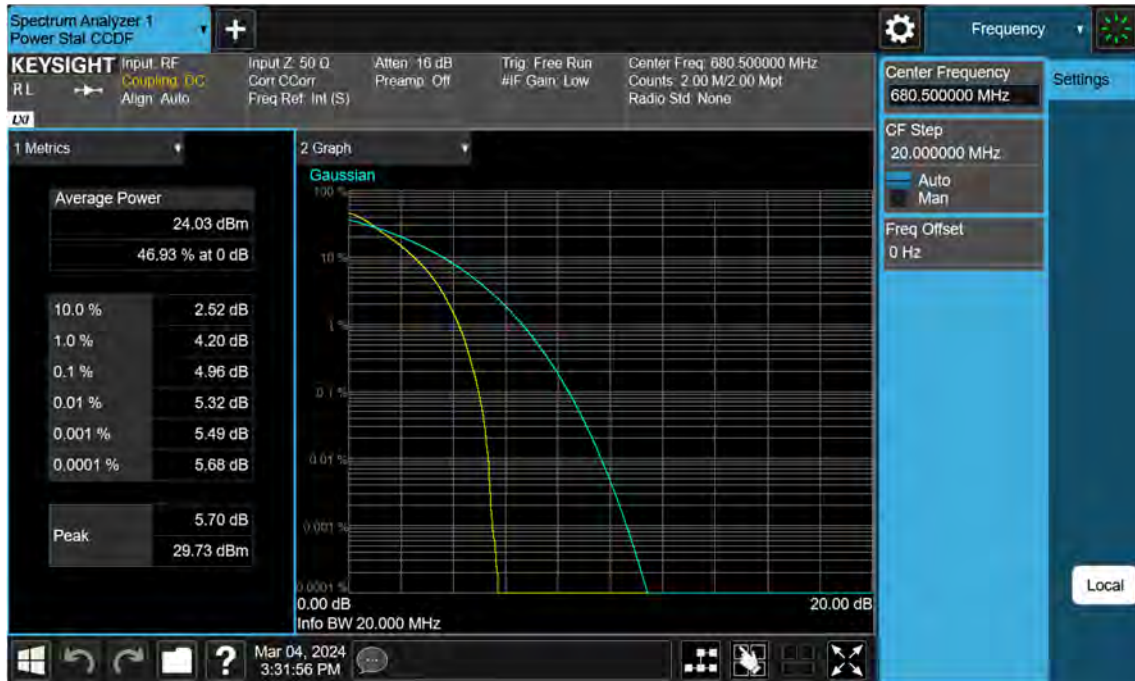 Spectrum Analyzer 1
Power Stat CCDF
Frequency
KEYSIGHT
RL
LXI
Input: RF
Coupling: DC
Align: Auto
Input Z: 50 Ω
Corr CCorr
Freq Ref: Int (S)
Atten: 16 dB
Preamp: Off
Trig: Free Run
#IF Gain: Low
Center Freq: 680.500000 MHz
Counts: 2.00 M/2.00 Mpt
Radio Std: None
Center Frequency
680.500000 MHz
Settings
CF Step
20.000000 MHz
Auto
Man
Freq Offset
0 Hz
Local
1 Metrics
Average Power
24.03 dBm
46.93 % at 0 dB
10.0 % 2.52 dB
1.0 % 4.20 dB
0.1 % 4.96 dB
0.01 % 5.32 dB
0.001 % 5.49 dB
0.0001 % 5.68 dB
Peak 5.70 dB
29.73 dBm
2 Graph
Gaussian
100 %
10 %
1 %
0.1 %
0.01 %
0.001 %
0.0001 %
0.00 dB 20.00 dB
Info BW 20.000 MHz
?
Mar 04, 2024
3:31:56 PM